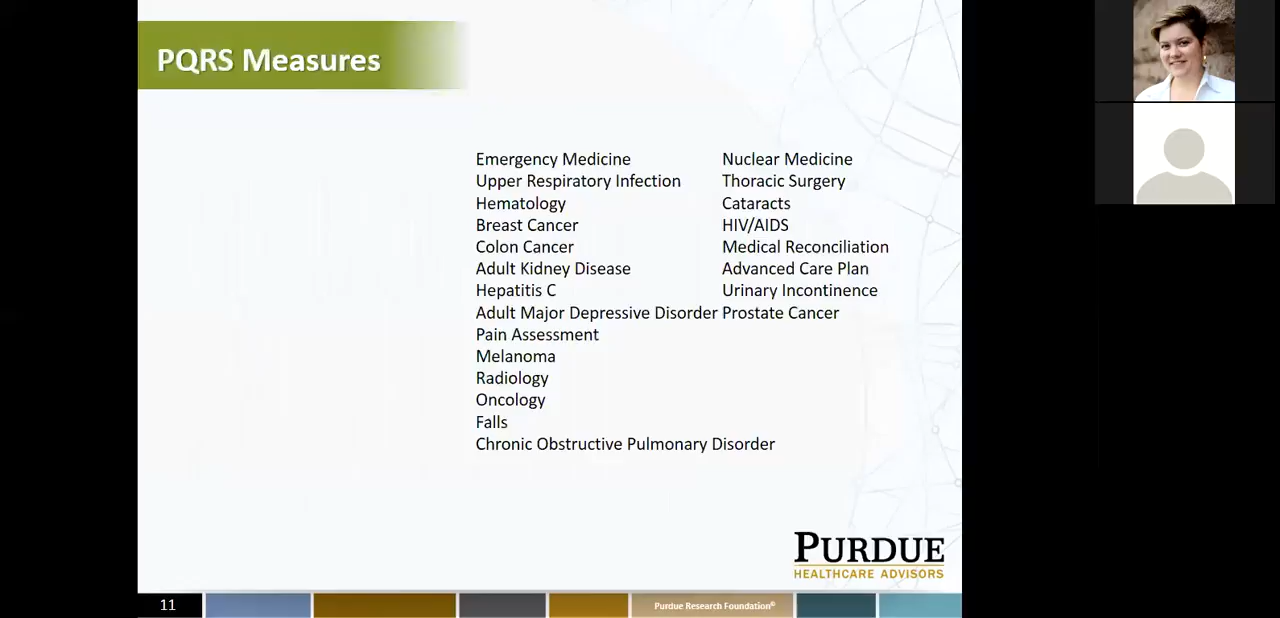 PQRS Measures
Emergency Medicine
Upper Respiratory Infection
Hematology
Breast Cancer
Colon Cancer
Adult Kidney Disease
Hepatitis C
Adult Major Depressive Disorder
Pain Assessment
Melanoma
Radiology
Oncology
Falls
Chronic Obstructive Pulmonary Disorder
Nuclear Medicine
Thoracic Surgery
Cataracts
HIV/AIDS
Medical Reconciliation
Advanced Care Plan
Urinary Incontinence
Prostate Cancer
PURDUE
HEALTHCARE ADVISORS
11
Purdue Research Foundation©